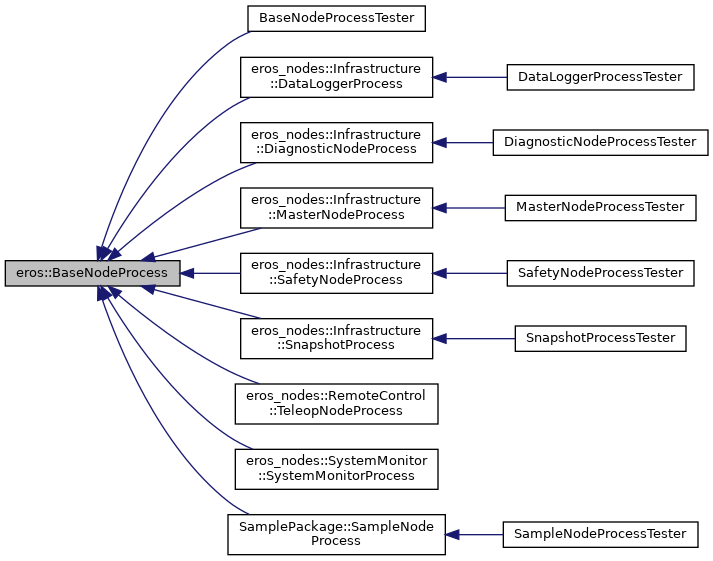 BaseNodeProcessTester
eros_nodes::Infrastructure
::DataLoggerProcess
DataLoggerProcessTester
eros_nodes::Infrastructure
::DiagnosticNodeProcess
DiagnosticNodeProcessTester
eros_nodes::Infrastructure
::MasterNodeProcess
MasterNodeProcessTester
eros::BaseNodeProcess
eros_nodes::Infrastructure
::SafetyNodeProcess
SafetyNodeProcessTester
eros_nodes::Infrastructure
::SnapshotProcess
SnapshotProcessTester
eros_nodes::RemoteControl
::TeleopNodeProcess
eros_nodes::SystemMonitor
::SystemMonitorProcess
SamplePackage::SampleNode
Process
SampleNodeProcessTester